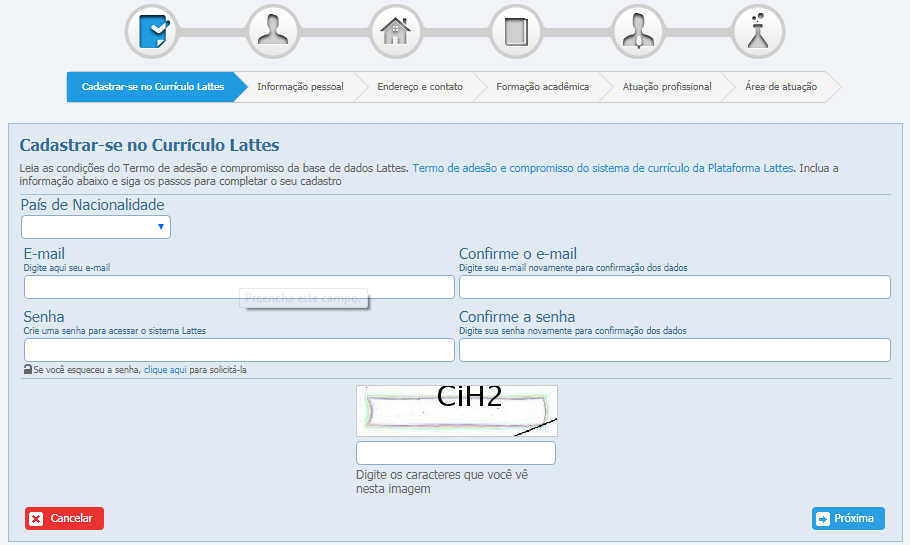 Cadastrar-se no Currículo Lattes
Informação pessoal
Endereço e contato
Formação acadêmica
Atuação profissional
Área de atuação
Cadastrar-se no Currículo Lattes
Leia as condições do Termo de adesão e compromisso da base de dados Lattes. Termo de adesão e compromisso do sistema de currículo da Plataforma Lattes. Inclua a
informação abaixo e siga os passos para completar o seu cadastro
País de Nacionalidade
E-mail
Digite aqui seu e-mail
Confirme o e-mail
Digite seu e-mail novamente para confirmação dos dados
Preencha este campo.
Senha
Crie uma senha para acessar o sistema Lattes
Confirme a senha
Digite sua senha novamente para confirmação dos dados
Se você esqueceu a senha, clique aqui para solicitá-la
CiH2
Digite os caracteres que você vê
nesta imagem
Cancelar
Próxima